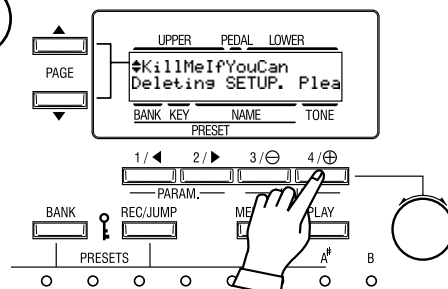 UPPER PEDAL LOWER
KillMeIfYouCan
Deleting SETUP. Plea
BANK KEY NAME TONE
PRESET
PAGE
1/◀ 2/▶ 3/⊖ 4/⊕
PARAM.
BANK REC/JUMP PLAY
PRESETS
A# B